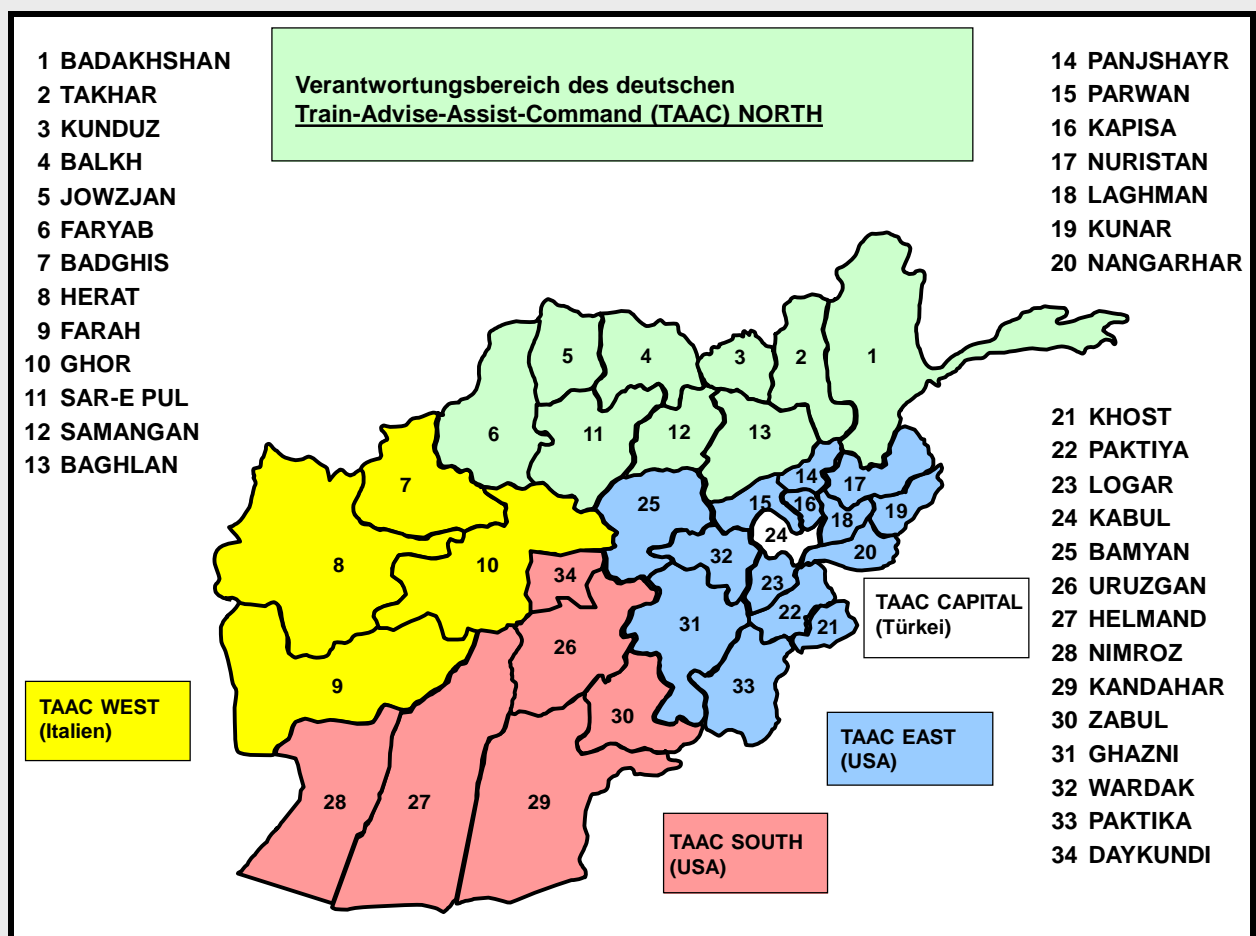 1 BADAKHSHAN
2 TAKHAR
3 KUNDUZ
4 BALKH
5 JOWZJAN
6 FARYAB
7 BADGHIS
8 HERAT
9 FARAH
10 GHOR
11 SAR-E PUL
12 SAMANGAN
13 BAGHLAN
Verantwortungsbereich des deutschen
Train-Advise-Assist-Command (TAAC) NORTH
14 PANJSHAYR
15 PARWAN
16 KAPISA
17 NURISTAN
18 LAGHMAN
19 KUNAR
20 NANGARHAR
21 KHOST
22 PAKTIYA
23 LOGAR
24 KABUL
25 BAMYAN
26 URUZGAN
27 HELMAND
28 NIMROZ
29 KANDAHAR
30 ZABUL
31 GHAZNI
32 WARDAK
33 PAKTIKA
34 DAYKUNDI
5
4
3
2
1
6
11
12
13
7
14
17
25
15
16
19
18
24
20
8
10
32
34
23
22
21
31
26
9
33
30
28
27
29
TAAC CAPITAL
(Türkei)
TAAC WEST
(Italien)
TAAC EAST
(USA)
TAAC SOUTH
(USA)